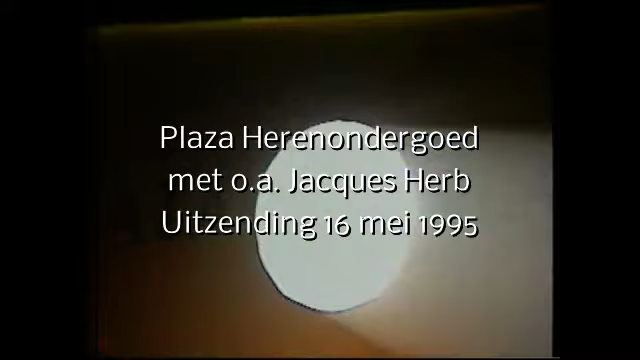 Plaza Herenondergoed
met o.a. Jacques Herb
Uitzending 16 mei 1995